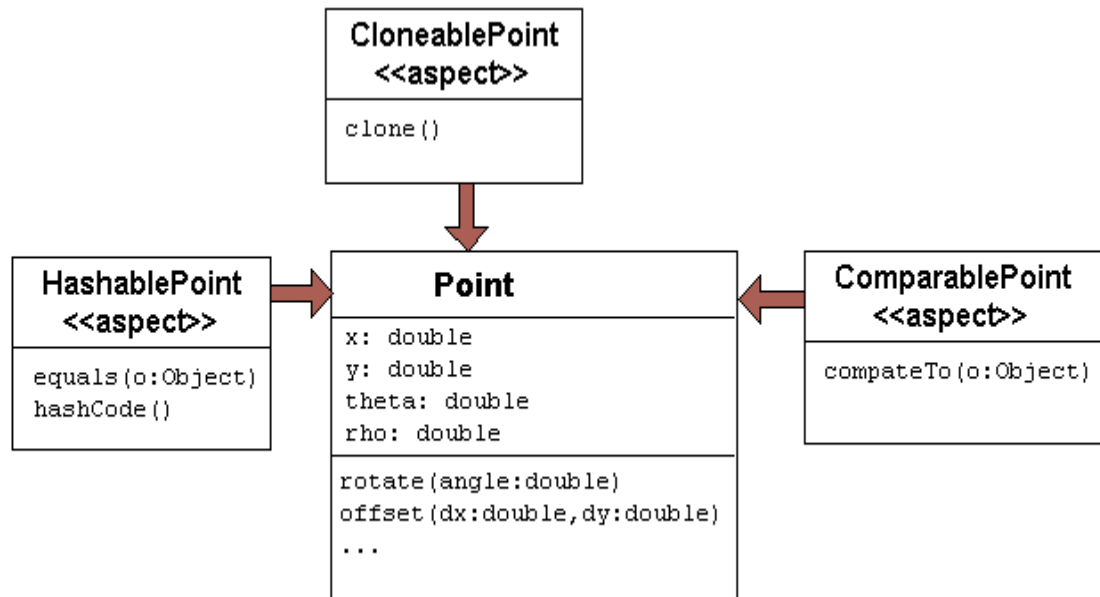 CloneablePoint
<<aspect>>
clone()
HashablePoint
<<aspect>>
equals(o:Object)
hashCode()
Point
x: double
y: double
theta: double
rho: double
rotate(angle:double)
offset(dx:double,dy:double)
...
ComparablePoint
<<aspect>>
compateTo(o:Object)